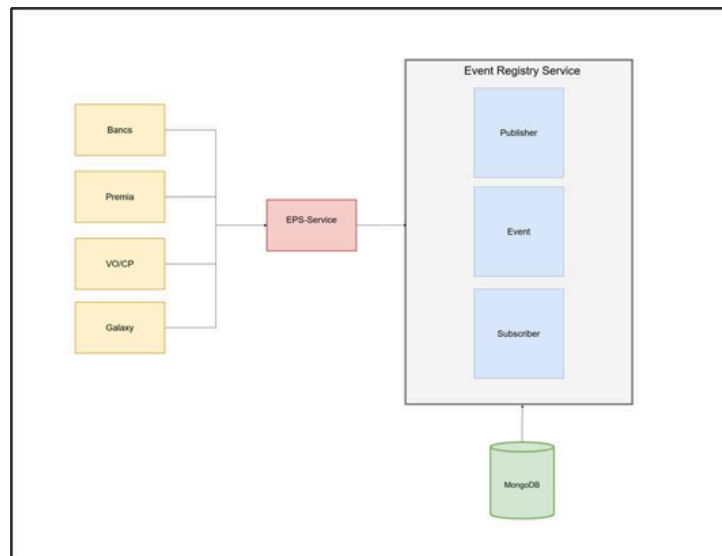 Event Registry Service
Bancs
Publisher
Premia
EPS-Service
Event
VO/CP
Galaxy
Subscriber
MongoDB